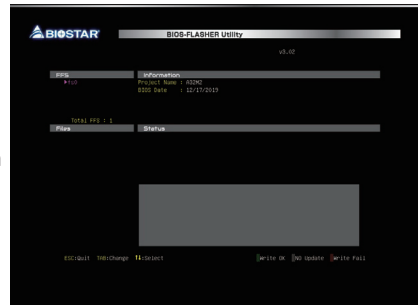 BIOSTAR
BIOS-FLASHER Utility
v3.02
FFS
Information
fs0
Project Name : A32M2
BIOS Date : 12/17/2019
Total FFS : 1
Files
Status
ESC:Quit TAB:Change ↑↓:Select
Write OK NO Update Write Fail